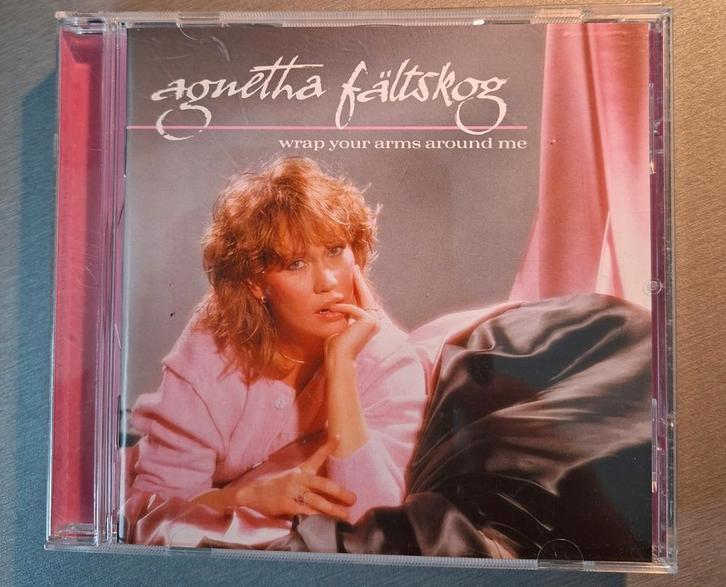 agnetha fältskog
wrap your arms around me